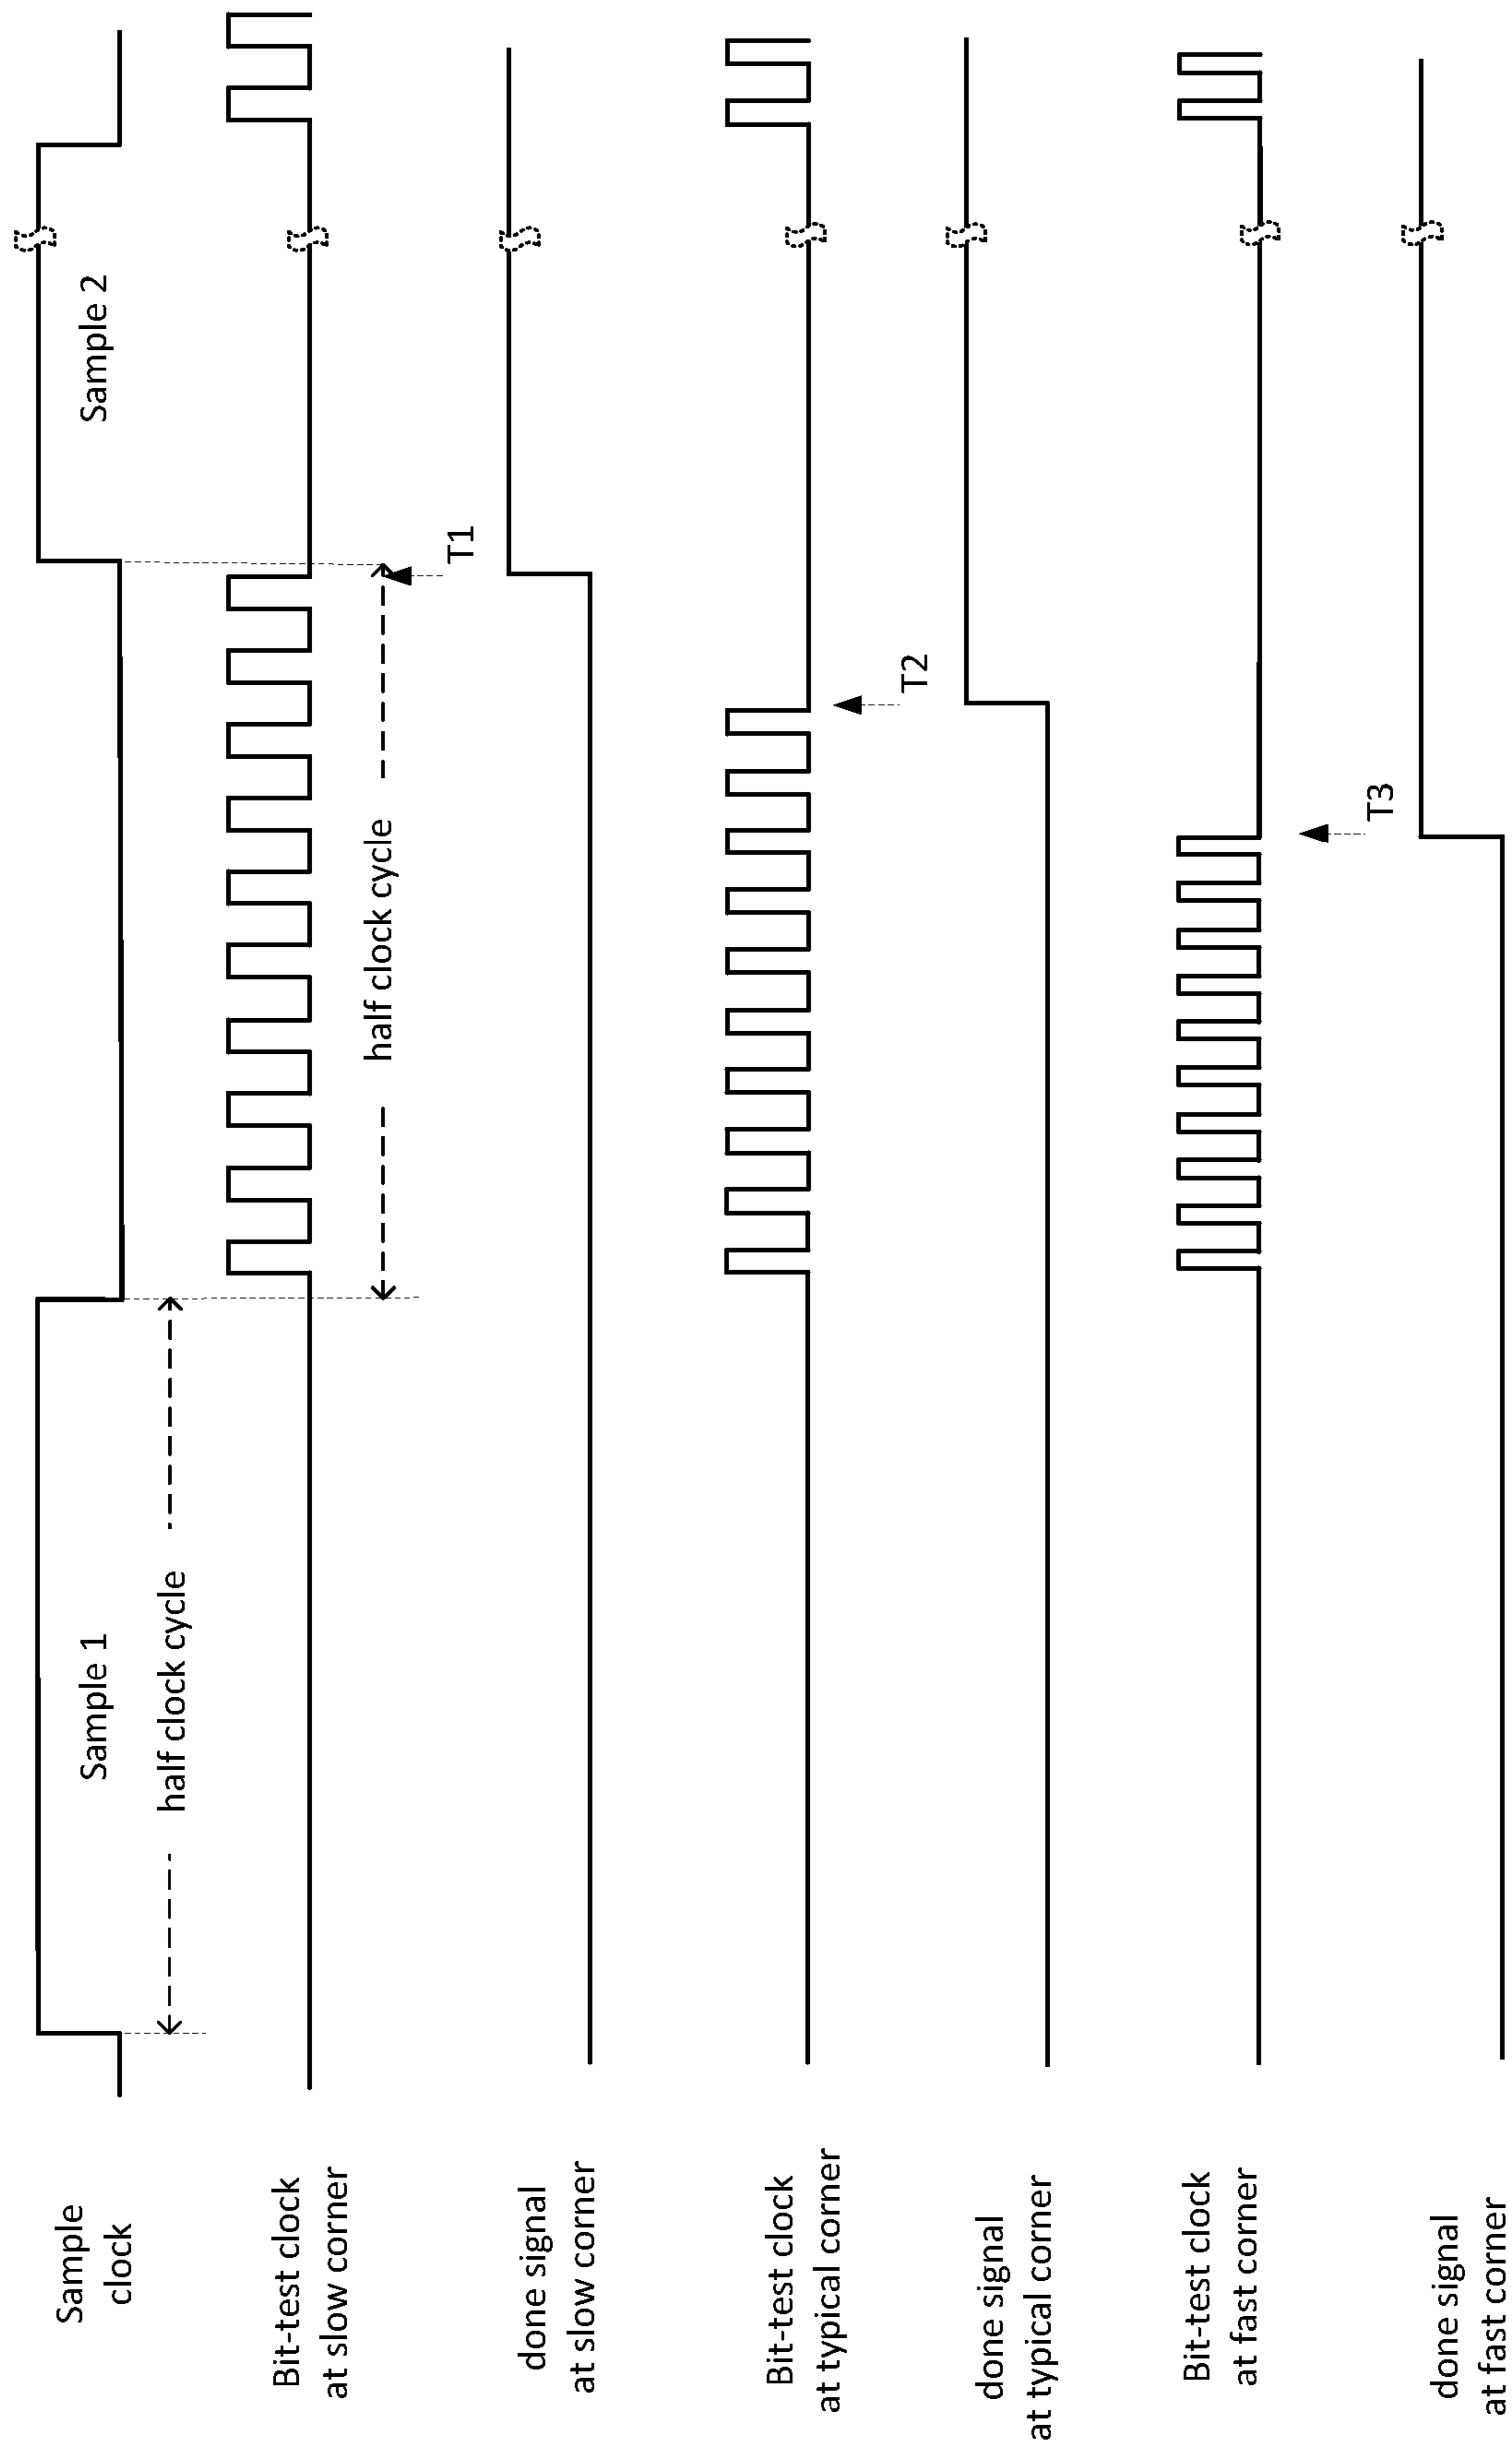 Sample
clock
Sample 1
Sample 2
half clock cycle
Bit-test clock
at slow corner
half clock cycle
T1
done signal
at slow corner
Bit-test clock
at typical corner
T2
done signal
at typical corner
Bit-test clock
at fast corner
T3
done signal
at fast corner